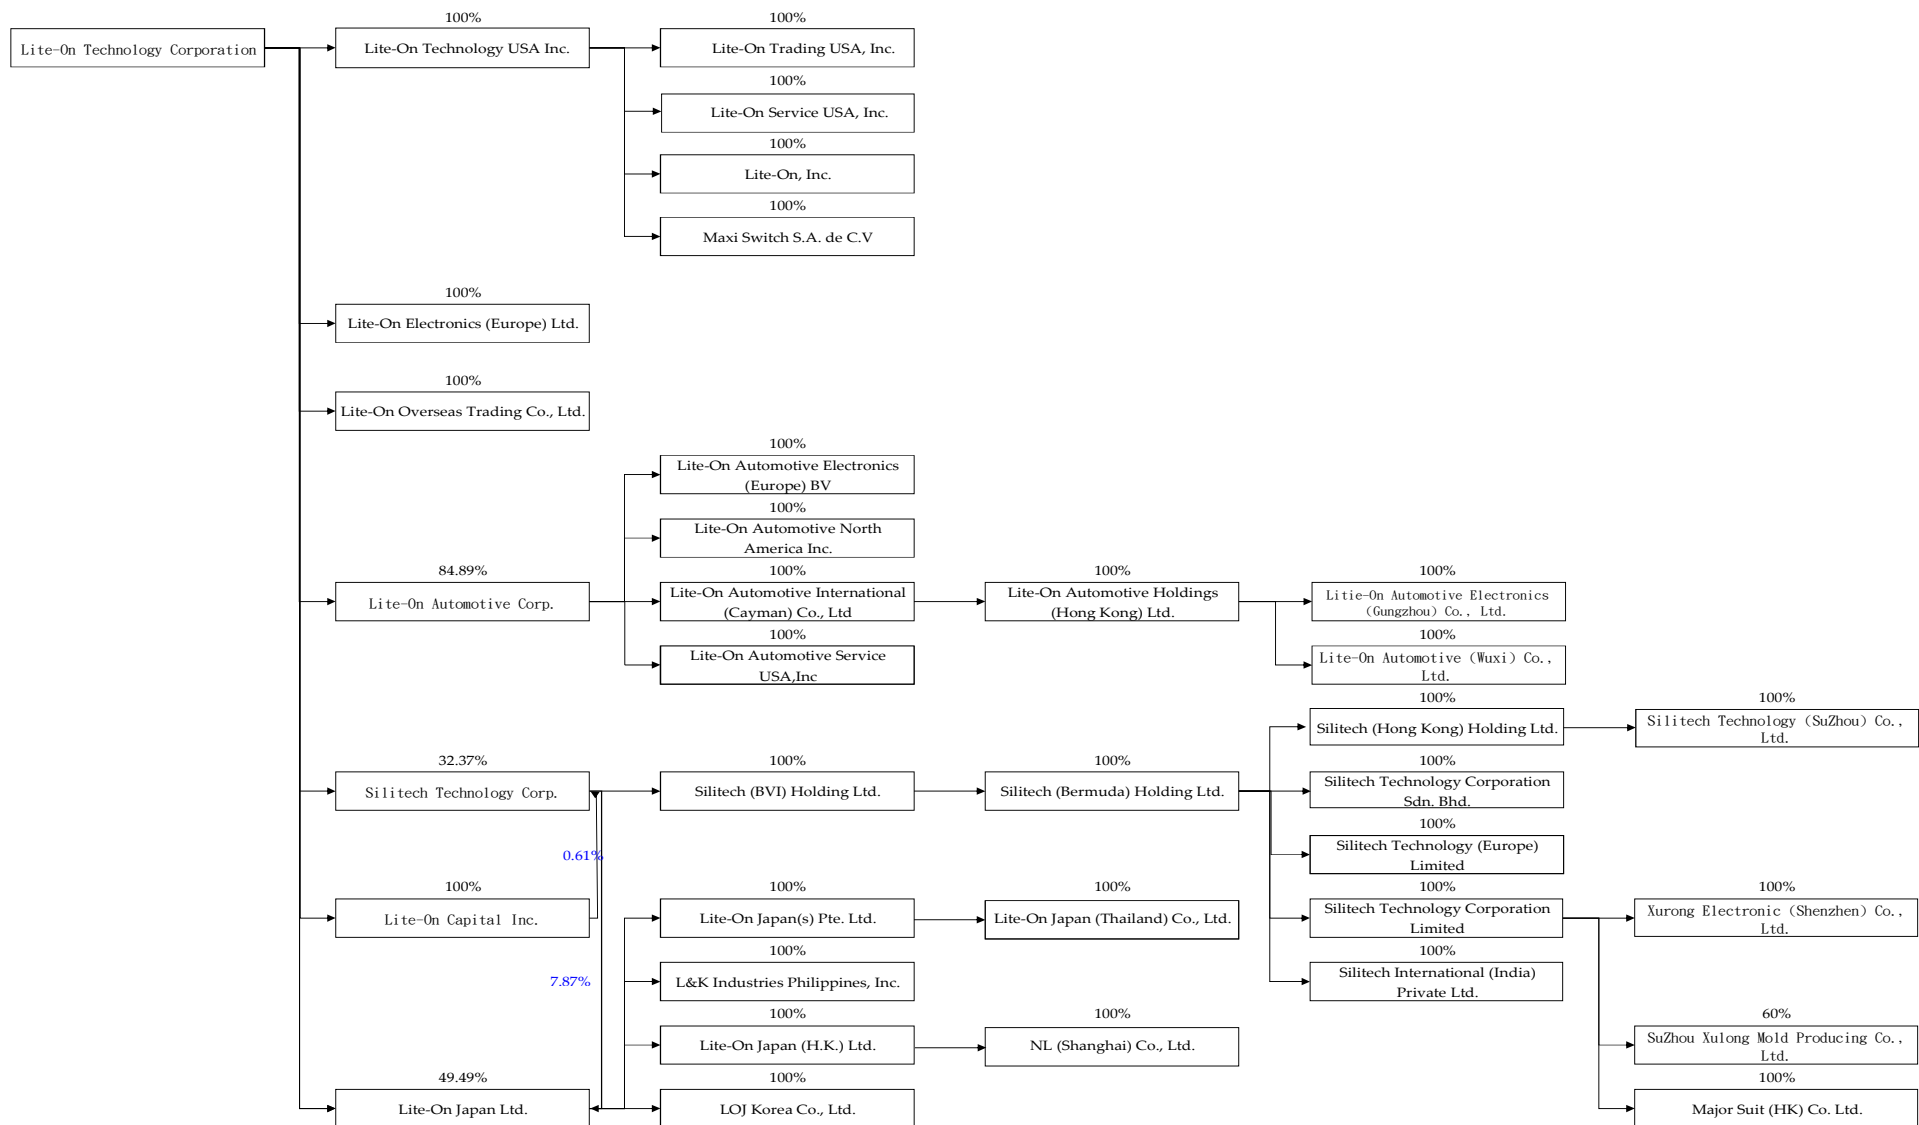 100%
Lite-On Technology Corporation
Lite-On Technology USA Inc.
100%
Lite-On Trading USA, Inc.
100%
Lite-On Service USA, Inc.
100%
Lite-On, Inc.
100%
Maxi Switch S.A. de C.V
100%
Lite-On Electronics (Europe) Ltd.
100%
Lite-On Overseas Trading Co., Ltd.
84.89%
Lite-On Automotive Corp.
100%
Lite-On Automotive Electronics
(Europe) BV
100%
Lite-On Automotive North
America Inc.
100%
Lite-On Automotive International
(Cayman) Co., Ltd
100%
Lite-On Automotive Holdings
(Hong Kong) Ltd.
100%
Litie-On Automotive Electronics
(Gungzhou) Co., Ltd.
100%
Lite-On Automotive (Wuxi) Co.,
Ltd.
100%
Lite-On Automotive Service
USA,Inc
32.37%
Silitech Technology Corp.
100%
Silitech (BVI) Holding Ltd.
100%
Silitech (Bermuda) Holding Ltd.
100%
Silitech (Hong Kong) Holding Ltd.
100%
Silitech Technology (SuZhou) Co.,
Ltd.
100%
Silitech Technology Corporation
Sdn. Bhd.
100%
Silitech Technology (Europe)
Limited
100%
Silitech Technology Corporation
Limited
100%
Xurong Electronic (Shenzhen) Co.,
Ltd.
60%
SuZhou Xulong Mold Producing Co.,
Ltd.
100%
Major Suit (HK) Co. Ltd.
100%
Silitech International (India)
Private Ltd.
0.61%
100%
Lite-On Capital Inc.
7.87%
49.49%
Lite-On Japan Ltd.
100%
Lite-On Japan(s) Pte. Ltd.
100%
Lite-On Japan (Thailand) Co., Ltd.
100%
L&K Industries Philippines, Inc.
100%
Lite-On Japan (H.K.) Ltd.
100%
NL (Shanghai) Co., Ltd.
100%
LOJ Korea Co., Ltd.